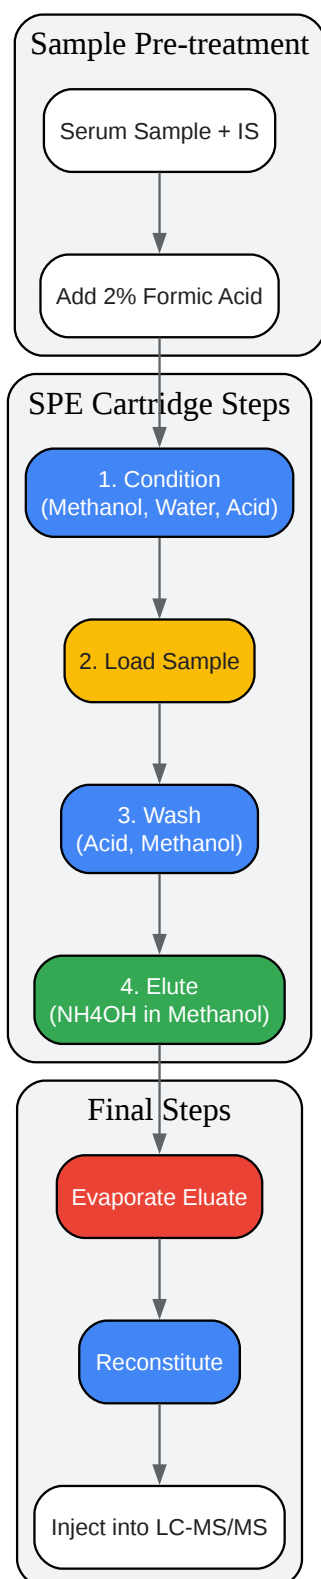 Sample Pre-treatment
Serum Sample + IS
Add 2% Formic Acid
SPE Cartridge Steps
1. Condition
(Methanol, Water, Acid)
2. Load Sample
3. Wash
(Acid, Methanol)
4. Elute
(NH4OH in Methanol)
Final Steps
Evaporate Eluate
Reconstitute
Inject into LC-MS/MS